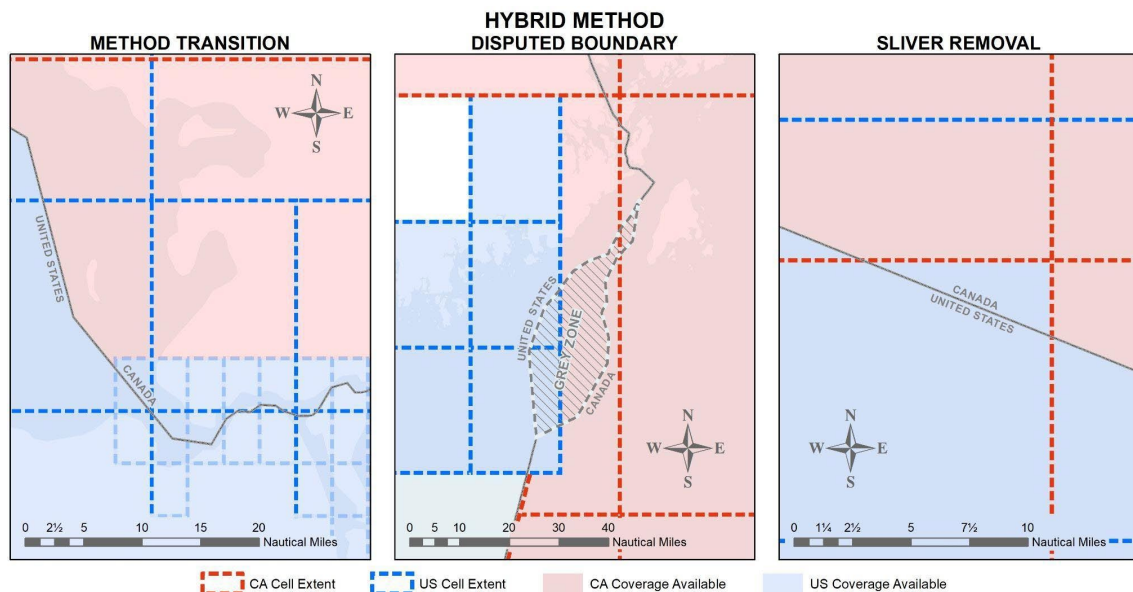 HYBRID METHOD
METHOD TRANSITION
DISPUTED BOUNDARY
SLIVER REMOVAL
N
W E
S
UNITED STATES
CANADA
0 2½ 5 10 15 20
Nautical Miles
UNITED STATES
GREY ZONE
CANADA
N
W E
S
0 5 10 20 30 40
Nautical Miles
CANADA
UNITED STATES
N
W E
S
0 1¼ 2½ 5 7½ 10
Nautical Miles
CA Cell Extent
US Cell Extent
CA Coverage Available
US Coverage Available